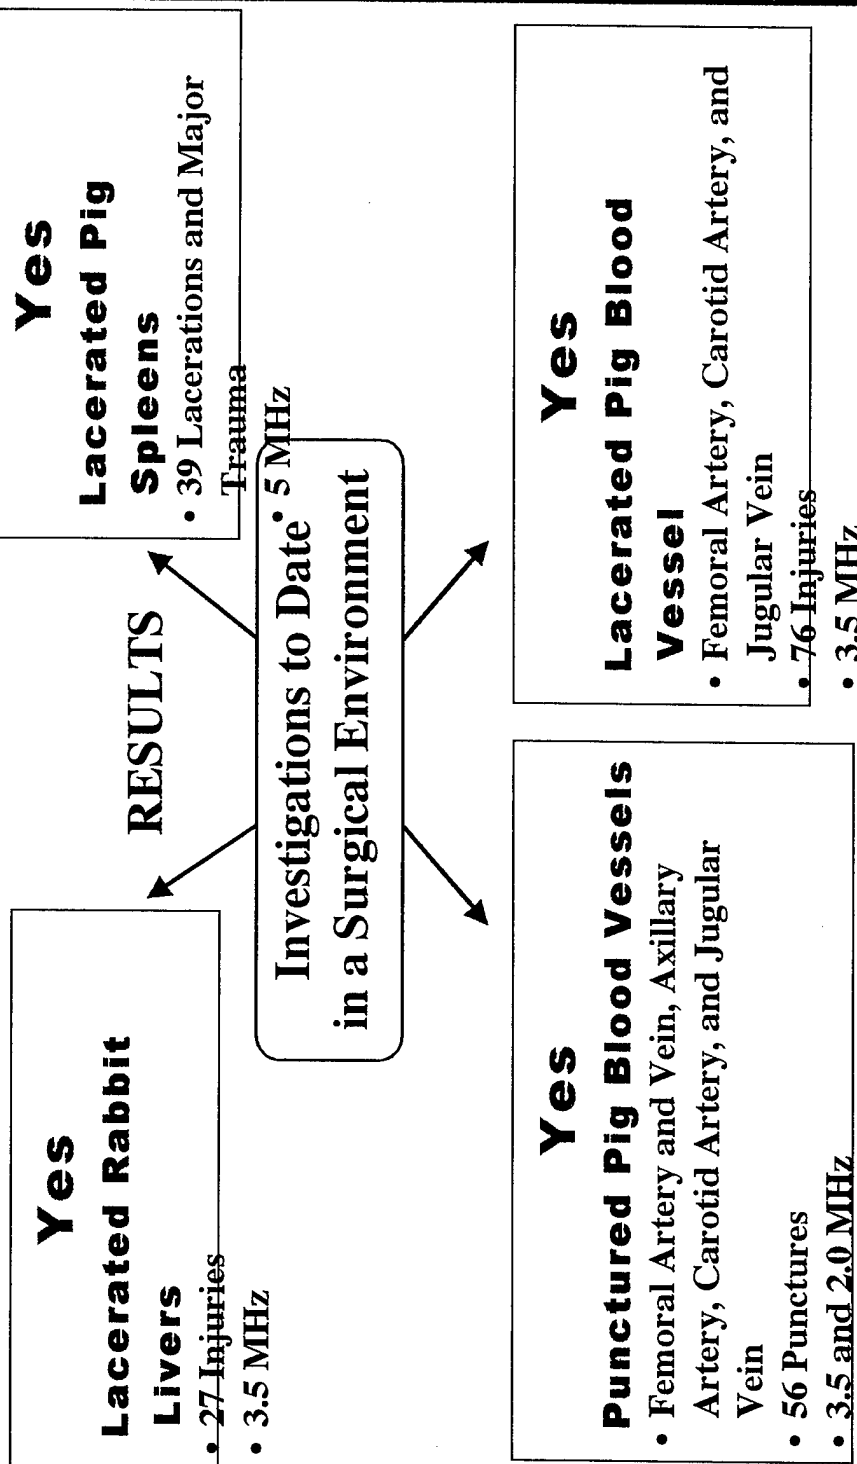 RESULTS
Yes
Lacerated Rabbit
Livers
• 27 Injuries
• 3.5 MHz
Yes
Lacerated Pig
Spleens
• 39 Lacerations and Major
Trauma
• 5 MHz
Investigations to Date
in a Surgical Environment
Yes
Punctured Pig Blood Vessels
• Femoral Artery and Vein, Axillary
Artery, Carotid Artery, and Jugular
Vein
• 56 Punctures
• 3.5 and 2.0 MHz
Yes
Lacerated Pig Blood
Vessel
• Femoral Artery, Carotid Artery, and
Jugular Vein
• 76 Injuries
• 3.5 MHz